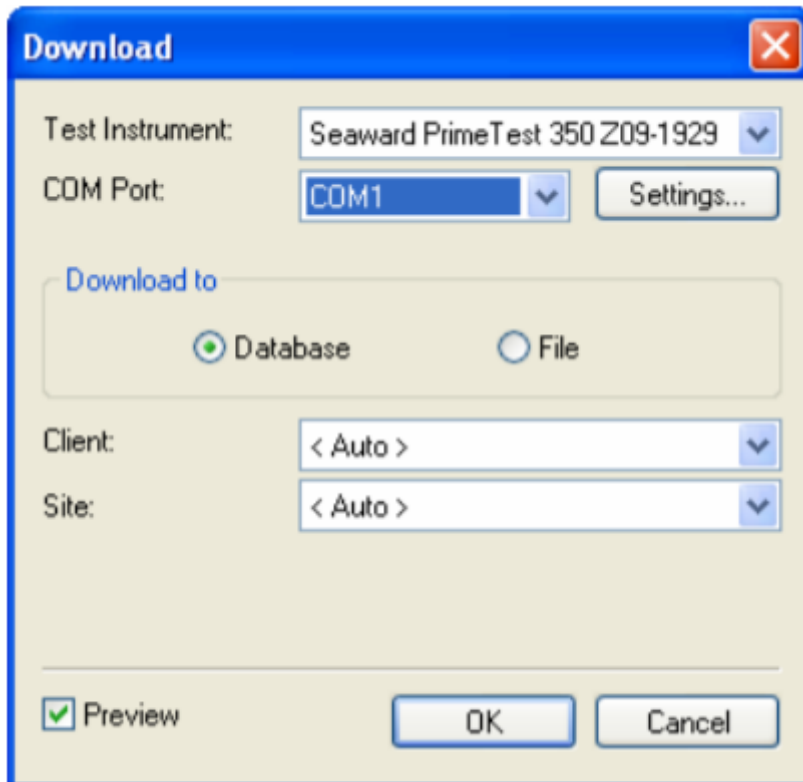 Download
Test Instrument: Seaward PrimeTest 350 Z09-1929
COM Port: COM1 Settings...
Download to
Database File
Client: < Auto >
Site: < Auto >
Preview OK Cancel